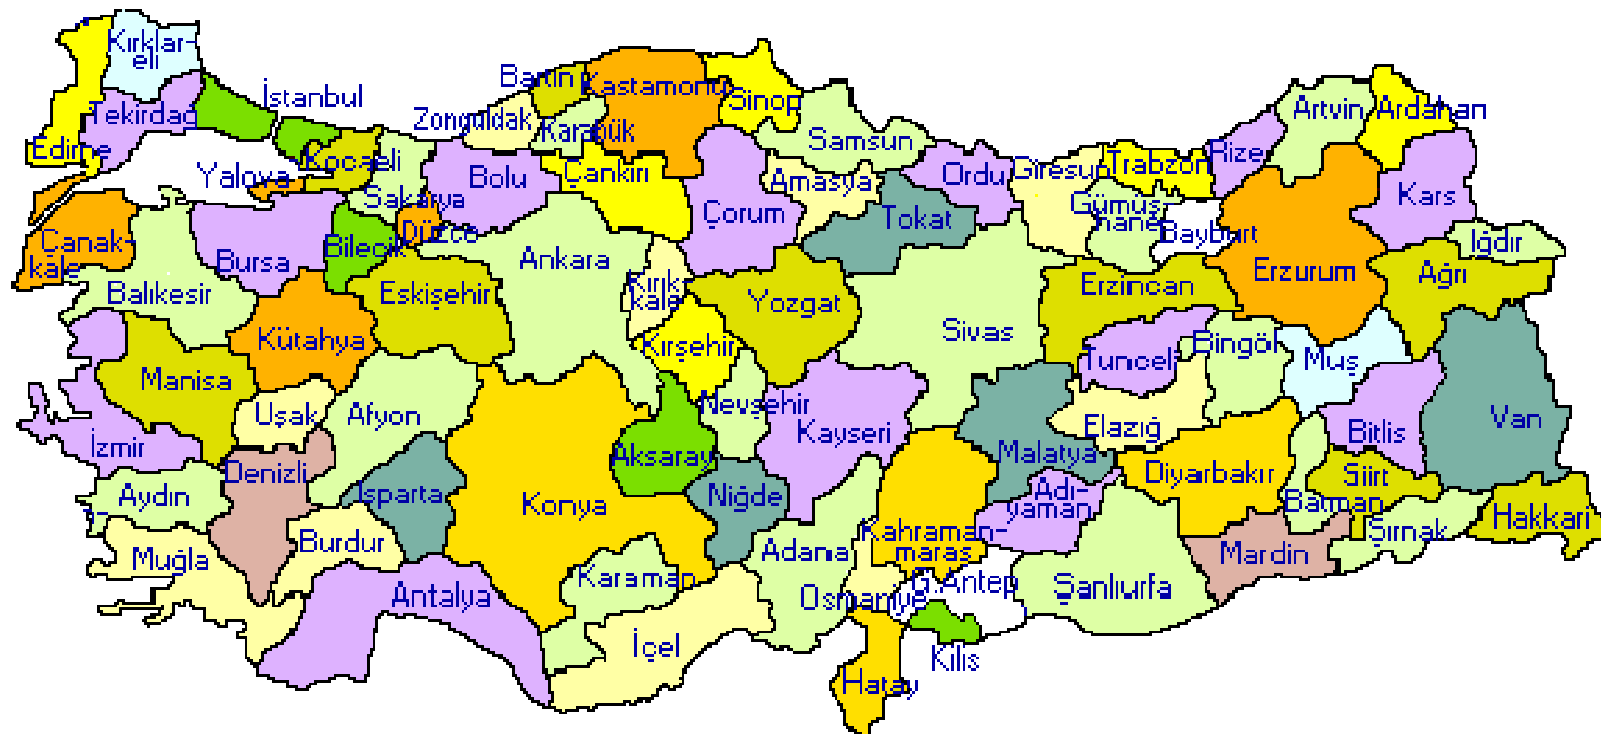 Kırklar-
eli
İstanbul
Tekirdag
Edirne
Bartın
Kastamonu
Sinop
Zonguldak
Karabük
Samsun
Artvin
Ardahan
Kocaeli
Yalova
Sakarya
Bolu
Çankırı
Amasya
Ordu
Giresun
Trabzon
Rize
Kars
Çorum
Tokat
Gümüş-
hane
Bayburt
Iğdır
Çanak-
kale
Bursa
Bilecik
Düzce
Ankara
Kırık-
kale
Yozgat
Sivas
Erzincan
Erzurum
Ağrı
Balıkesir
Eskişehir
Kütahya
Kırşehir
Tunceli
Bingöl
Muş
Manisa
Uşak
Afyon
Nevşehir
Kayseri
Elazığ
Bitlis
Van
İzmir
Denizli
Aksaray
Malatya
Diyarbakır
Siirt
Aydın
Isparta
Konya
Niğde
Adı-
yaman
Batman
Şırnak
Hakkari
Muğla
Burdur
Adana
Kahraman-
maraş
Mardin
Karaman
Antalya
Osmaniye
G.Antep
Şanlıurfa
İçel
Kilis
Hatay